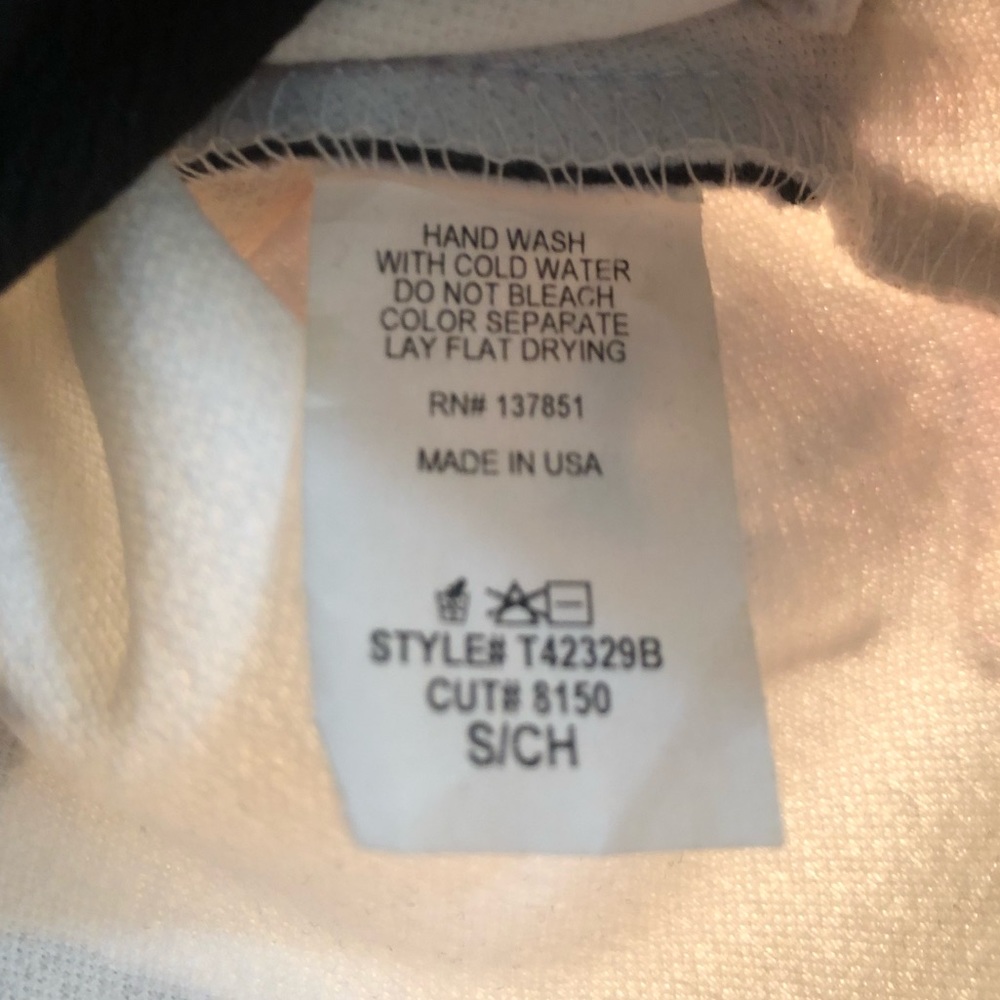 HAND WASH
WITH COLD WATER
DO NOT BLEACH
COLOR SEPARATE
LAY FLAT DRYING
RN# 137851
MADE IN USA
STYLE# T42329B
CUT# 8150
S/CH